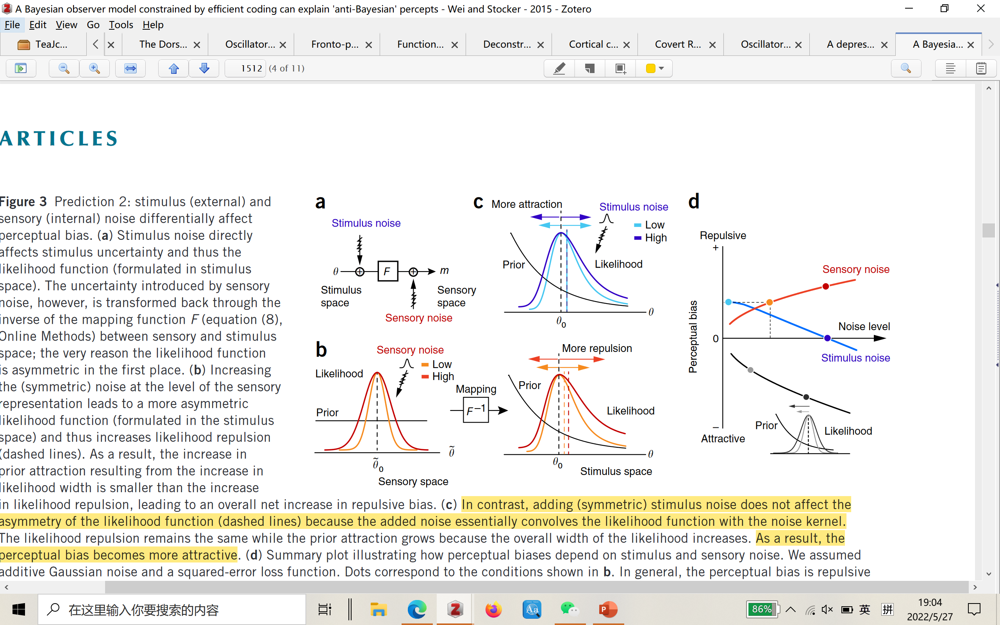 A Bayesian observer model constrained by efficient coding can explain 'anti-Bayesian' percepts - Wei and Stocker - 2015 - Zotero
File Edit View Go Tools Help
TeaJc...
The Dors...
Oscillator...
Fronto-p...
Function...
Deconstr...
Cortical c...
Covert R...
Oscillator...
A depres...
A Bayesia...
1512 (4 of 11)
ARTICLES
Figure 3 Prediction 2: stimulus (external) and
sensory (internal) noise differentially affect
perceptual bias. (a) Stimulus noise directly
affects stimulus uncertainty and thus the
likelihood function (formulated in stimulus
space). The uncertainty introduced by sensory
noise, however, is transformed back through the
inverse of the mapping function F (equation (8),
Online Methods) between sensory and stimulus
space; the very reason the likelihood function
is asymmetric in the first place. (b) Increasing
the (symmetric) noise at the level of the sensory
representation leads to a more asymmetric
likelihood function (formulated in the stimulus
space) and thus increases likelihood repulsion
(dashed lines). As a result, the increase in
prior attraction resulting from the increase in
likelihood width is smaller than the increase
in likelihood repulsion, leading to an overall net increase in repulsive bias. (c) In contrast, adding (symmetric) stimulus noise does not affect the
asymmetry of the likelihood function (dashed lines) because the added noise essentially convolves the likelihood function with the noise kernel.
The likelihood repulsion remains the same while the prior attraction grows because the overall width of the likelihood increases. As a result, the
perceptual bias becomes more attractive. (d) Summary plot illustrating how perceptual biases depend on stimulus and sensory noise. We assumed
additive Gaussian noise and a squared-error loss function. Dots correspond to the conditions shown in b. In general, the perceptual bias is repulsive
a
Stimulus noise
θ
F
m
Stimulus
space
Sensory
space
Sensory noise
b
Sensory noise
Low
High
Likelihood
Prior
θ̃
θ̃0
Sensory space
Mapping
F−1
c
More attraction
Stimulus noise
Low
High
Prior
Likelihood
θ
θ0
More repulsion
Prior
Likelihood
θ
θ0
Stimulus space
d
Repulsive
+
Sensory noise
Perceptual bias
Noise level
0
Stimulus noise
Prior
Likelihood
−
Attractive
在这里输入你要搜索的内容
Aa
P
86%
英
拼
19:04
2022/5/27